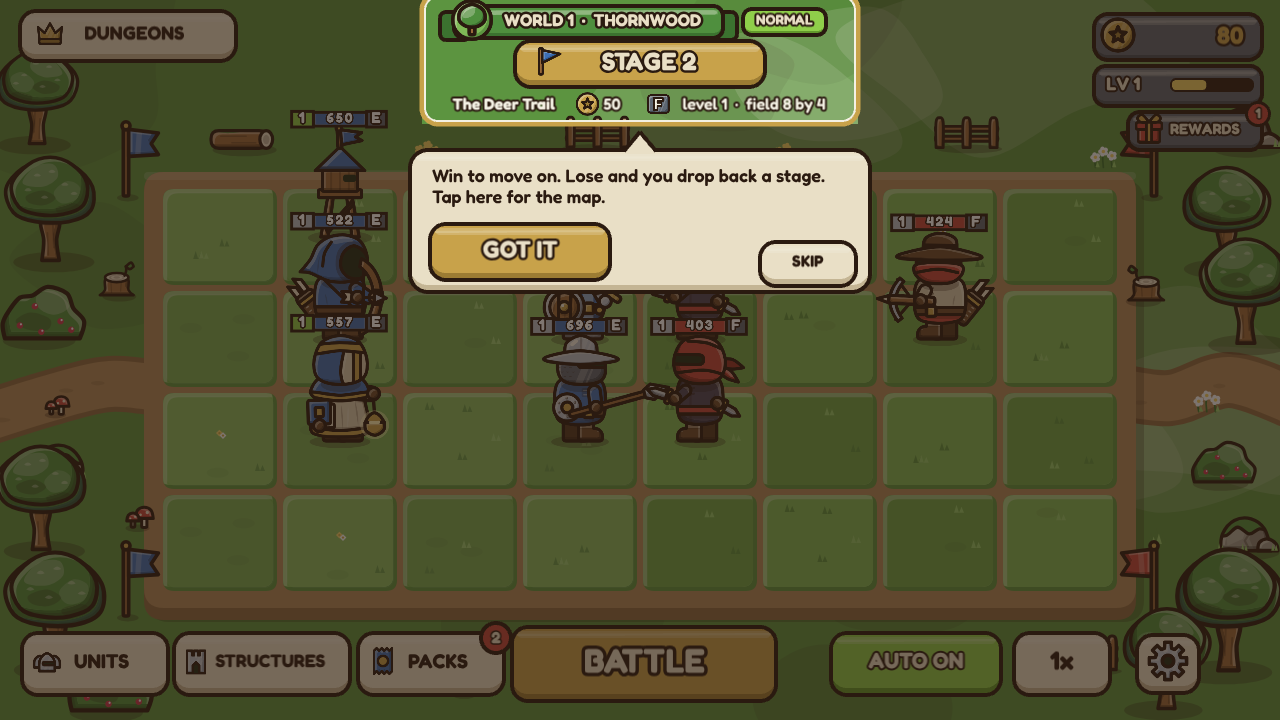 DUNGEONS
WORLD 1 • THORNWOOD
NORMAL
STAGE 2
The Deer Trail
50
F
level 1 • field 8 by 4
80
LV 1
REWARDS
1
Win to move on. Lose and you drop back a stage.
Tap here for the map.
GOT IT
SKIP
1 650 E
1 522 E
1 424 F
1 557 E
1 696 E
1 403 F
UNITS
STRUCTURES
PACKS
2
BATTLE
AUTO ON
1x